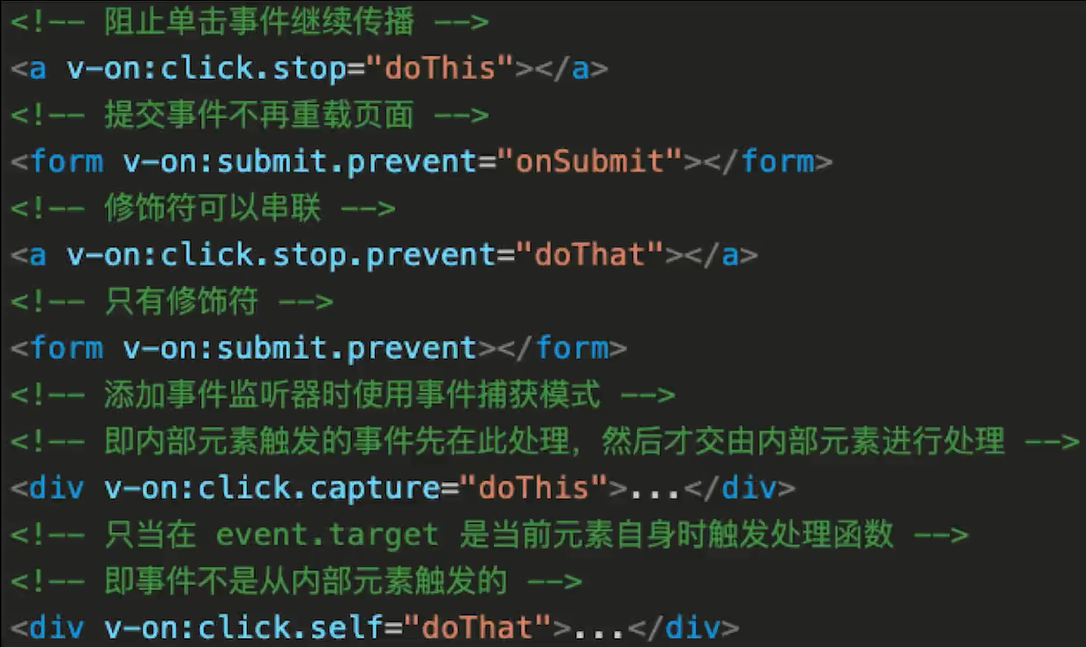 <!-- 阻止单击事件继续传播 -->
<a v-on:click.stop="doThis"></a>
<!-- 提交事件不再重载页面 -->
<form v-on:submit.prevent="onSubmit"></form>
<!-- 修饰符可以串联 -->
<a v-on:click.stop.prevent="doThat"></a>
<!-- 只有修饰符 -->
<form v-on:submit.prevent></form>
<!-- 添加事件监听器时使用事件捕获模式 -->
<!-- 即内部元素触发的事件先在此处理，然后才交由内部元素进行处理 -->
<div v-on:click.capture="doThis">...</div>
<!-- 只当在 event.target 是当前元素自身时触发处理函数 -->
<!-- 即事件不是从内部元素触发的 -->
<div v-on:click.self="doThat">...</div>